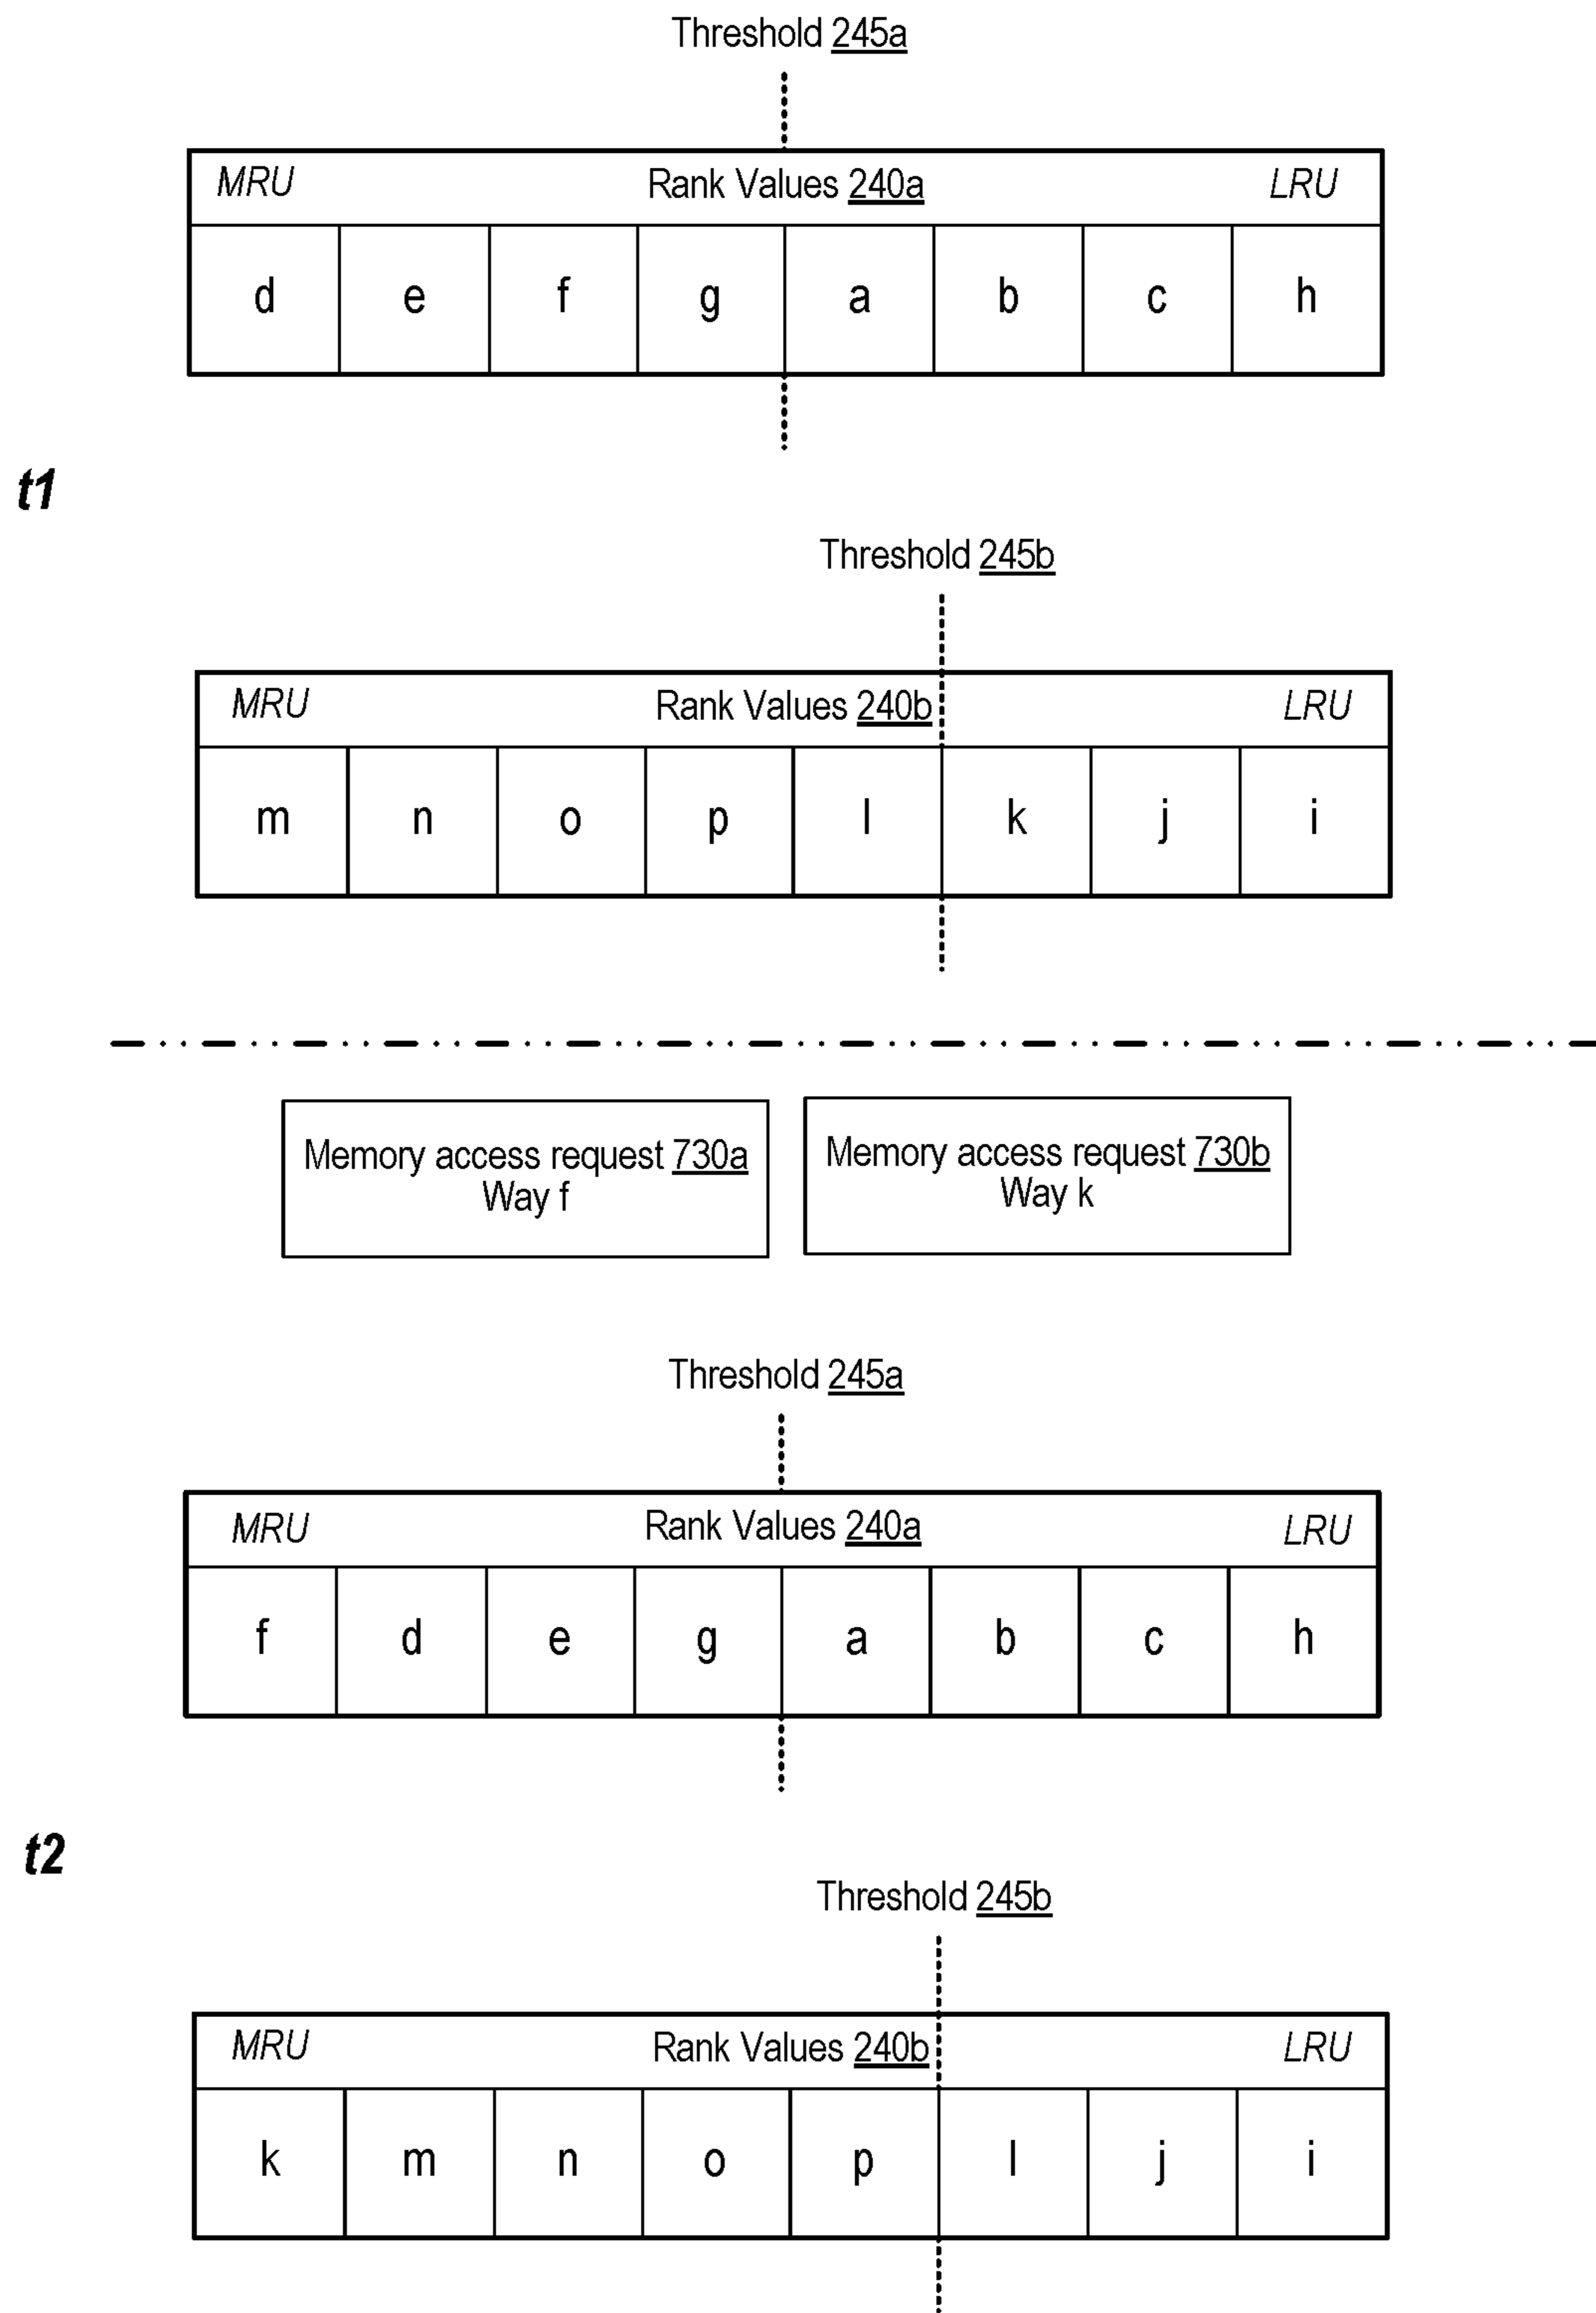 Threshold 245a
MRU Rank Values 240a LRU
d e f g a b c h
t1
Threshold 245b
MRU Rank Values 240b LRU
m n o p l k j i
Memory access request 730a
Way f
Memory access request 730b
Way k
Threshold 245a
MRU Rank Values 240a LRU
f d e g a b c h
t2
Threshold 245b
MRU Rank Values 240b LRU
k m n o p l j i